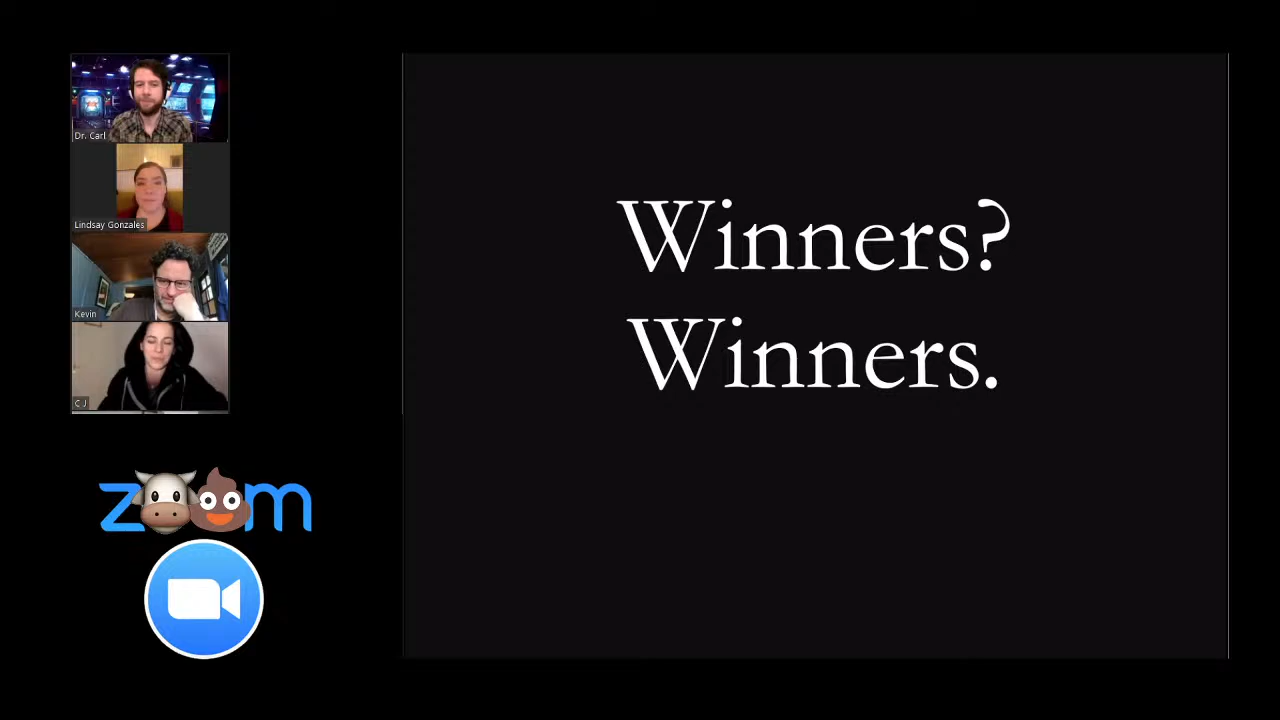 Dr. Carl
Lindsay Gonzales
Kevin
C J
Winners?
Winners.
z🐮💩m